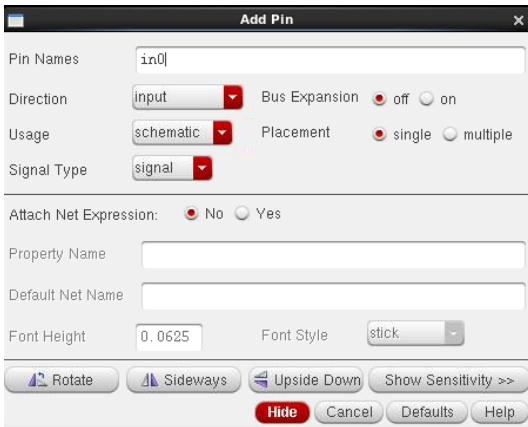 Add Pin
Pin Names in0
Direction input Bus Expansion off on
Usage schematic Placement single multiple
Signal Type signal
Attach Net Expression: No Yes
Property Name
Default Net Name
Font Height 0.0625 Font Style stick
Rotate Sideways Upside Down Show Sensitivity >>
Hide Cancel Defaults Help